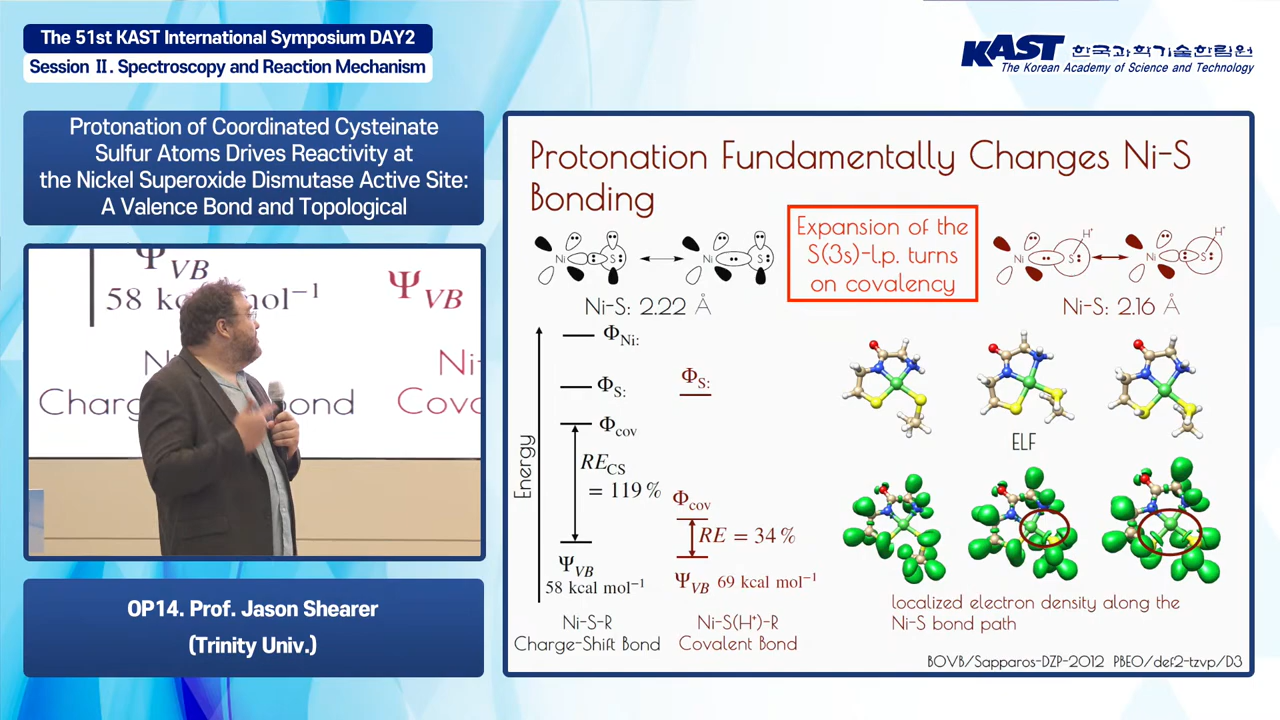 The 51st KAST International Symposium DAY2
Session Ⅱ. Spectroscopy and Reaction Mechanism
KAST 한국과학기술한림원
The Korean Academy of Science and Technology
Protonation of Coordinated Cysteinate
Sulfur Atoms Drives Reactivity at
the Nickel Superoxide Dismutase Active Site:
A Valence Bond and Topological
Ψ_VB
58 kc mol⁻¹
Ψ_VB
Ni
Ni-
Charg ond
Cova
OP14. Prof. Jason Shearer
(Trinity Univ.)
Protonation Fundamentally Changes Ni-S
Bonding
Expansion of the
S(3s)-l.p. turns
on covalency
Ni S Ni S
Ni S H⁺ Ni S H⁺
Ni-S: 2.22 Å
Ni-S: 2.16 Å
Energy
Φ_Ni:
Φ_S:
Φ_S:
Φ_cov
RE_CS
= 119 %
Φ_cov
RE = 34 %
Ψ_VB
58 kcal mol⁻¹
Ψ_VB 69 kcal mol⁻¹
Ni-S-R
Charge-Shift Bond
Ni-S(H⁺)-R
Covalent Bond
ELF
localized electron density along the
Ni-S bond path
BOVB/Sapparos-DZP-2012 PBE0/def2-tzvp/D3